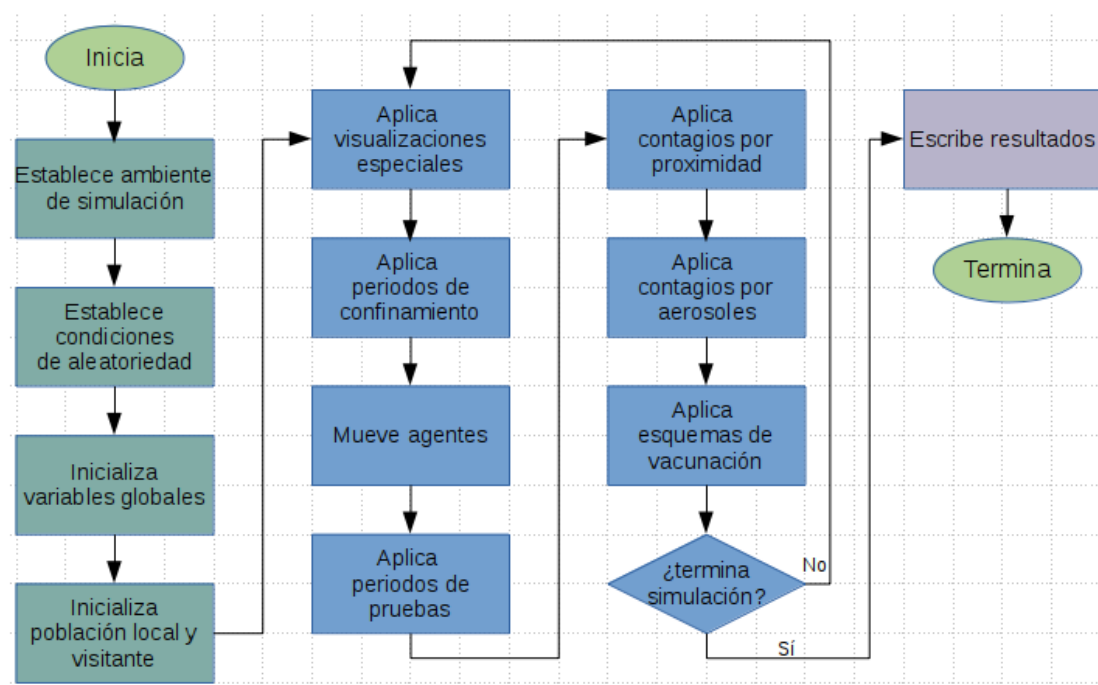 Inicia
Establece ambiente
de simulación
Establece
condiciones
de aleatoriedad
Inicializa
variables globales
Inicializa
población local y
visitante
Aplica
visualizaciones
especiales
Aplica
periodos de
confinamiento
Mueve agentes
Aplica
periodos de
pruebas
Aplica
contagios por
proximidad
Aplica
contagios por
aerosoles
Aplica
esquemas de
vacunación
¿termina
simulación?
No
Sí
Escribe resultados
Termina